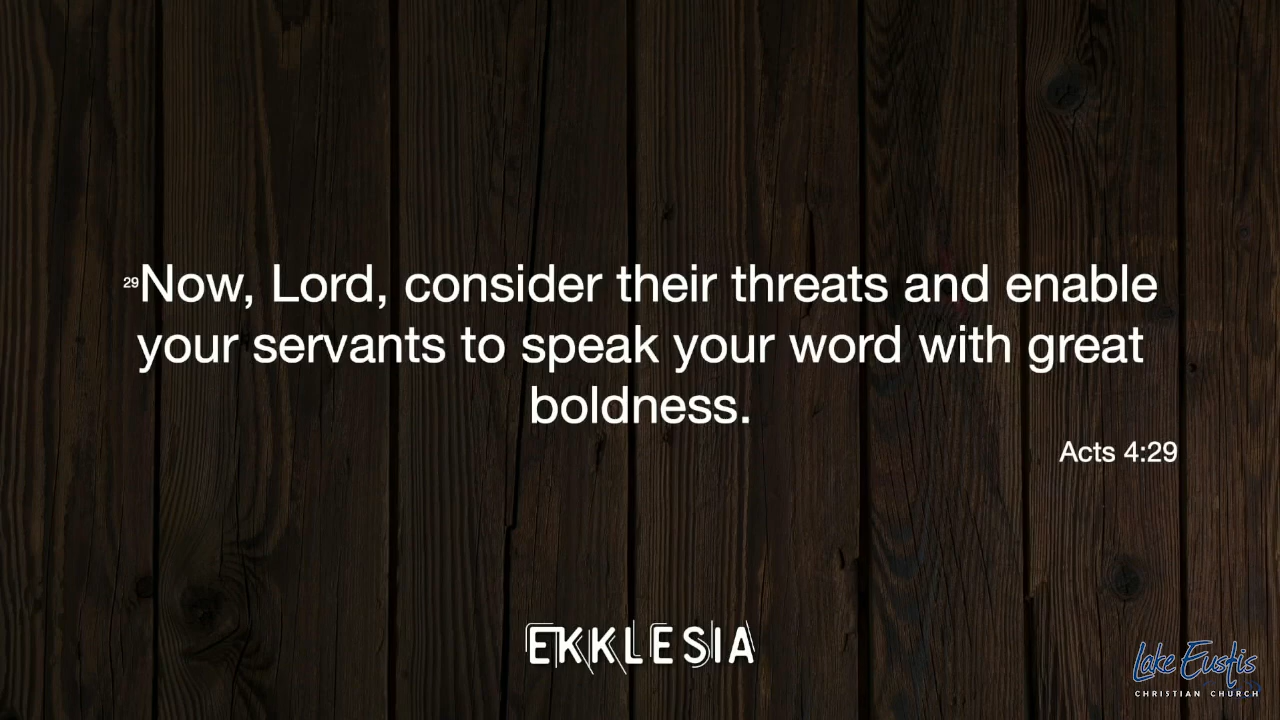 29Now, Lord, consider their threats and enable
your servants to speak your word with great
boldness.
Acts 4:29
EKKLESIA
Lake Eustis
CHRISTIAN CHURCH